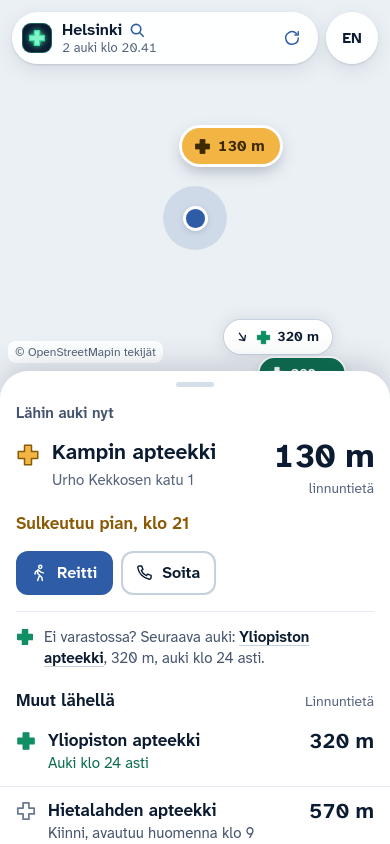 Helsinki
2 auki klo 20.41
EN
130 m
320 m
© OpenStreetMapin tekijät
Lähin auki nyt
Kampin apteekki
130 m
Urho Kekkosen katu 1
linnuntietä
Sulkeutuu pian, klo 21
Reitti
Soita
Ei varastossa? Seuraava auki: Yliopiston
apteekki, 320 m, auki klo 24 asti.
Muut lähellä
Linnuntietä
Yliopiston apteekki
320 m
Auki klo 24 asti
Hietalahden apteekki
570 m
Kiinni, avautuu huomenna klo 9